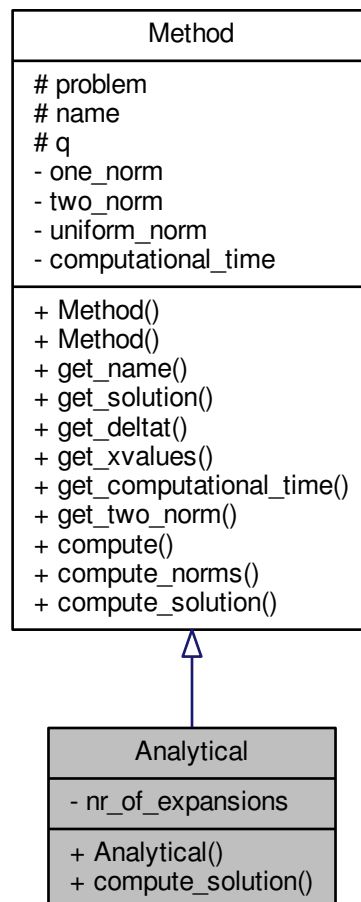 Method
# problem
# name
# q
- one_norm
- two_norm
- uniform_norm
- computational_time
+ Method()
+ Method()
+ get_name()
+ get_solution()
+ get_deltat()
+ get_xvalues()
+ get_computational_time()
+ get_two_norm()
+ compute()
+ compute_norms()
+ compute_solution()
Analytical
- nr_of_expansions
+ Analytical()
+ compute_solution()